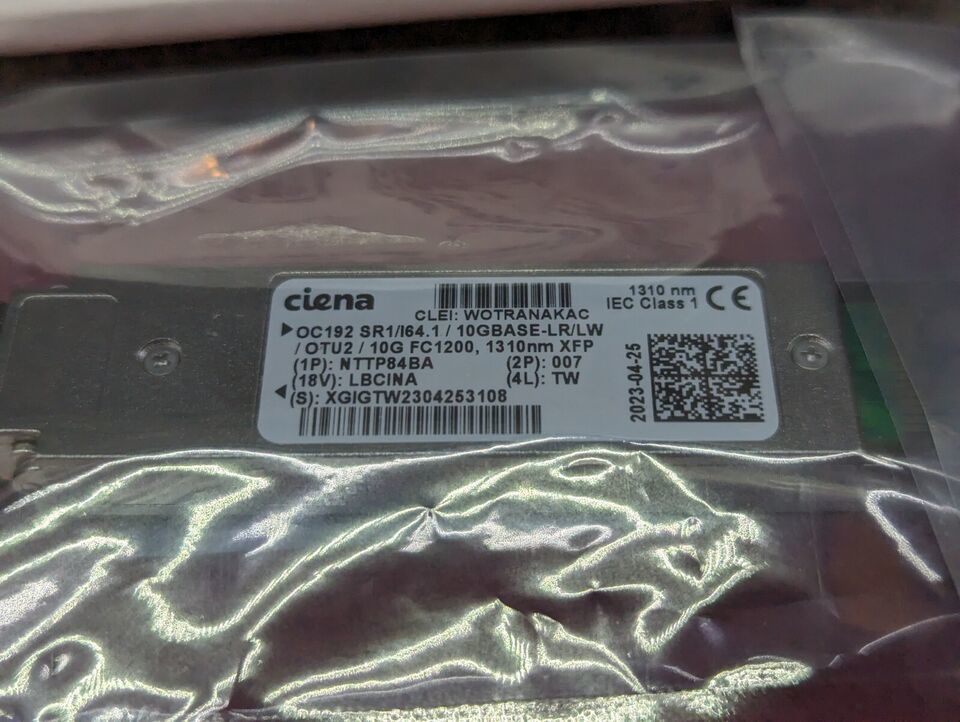 ciena
CLEI: WOTRANAKAC
1310 nm
IEC Class 1 CE
OC192 SR1/I64.1 / 10GBASE-LR/LW
/ OTU2 / 10G FC1200, 1310nm XFP
(1P): NTTP84BA (2P): 007
(18V): LBCINA (4L): TW
(S): XGIGTW2304253108
2023-04-25